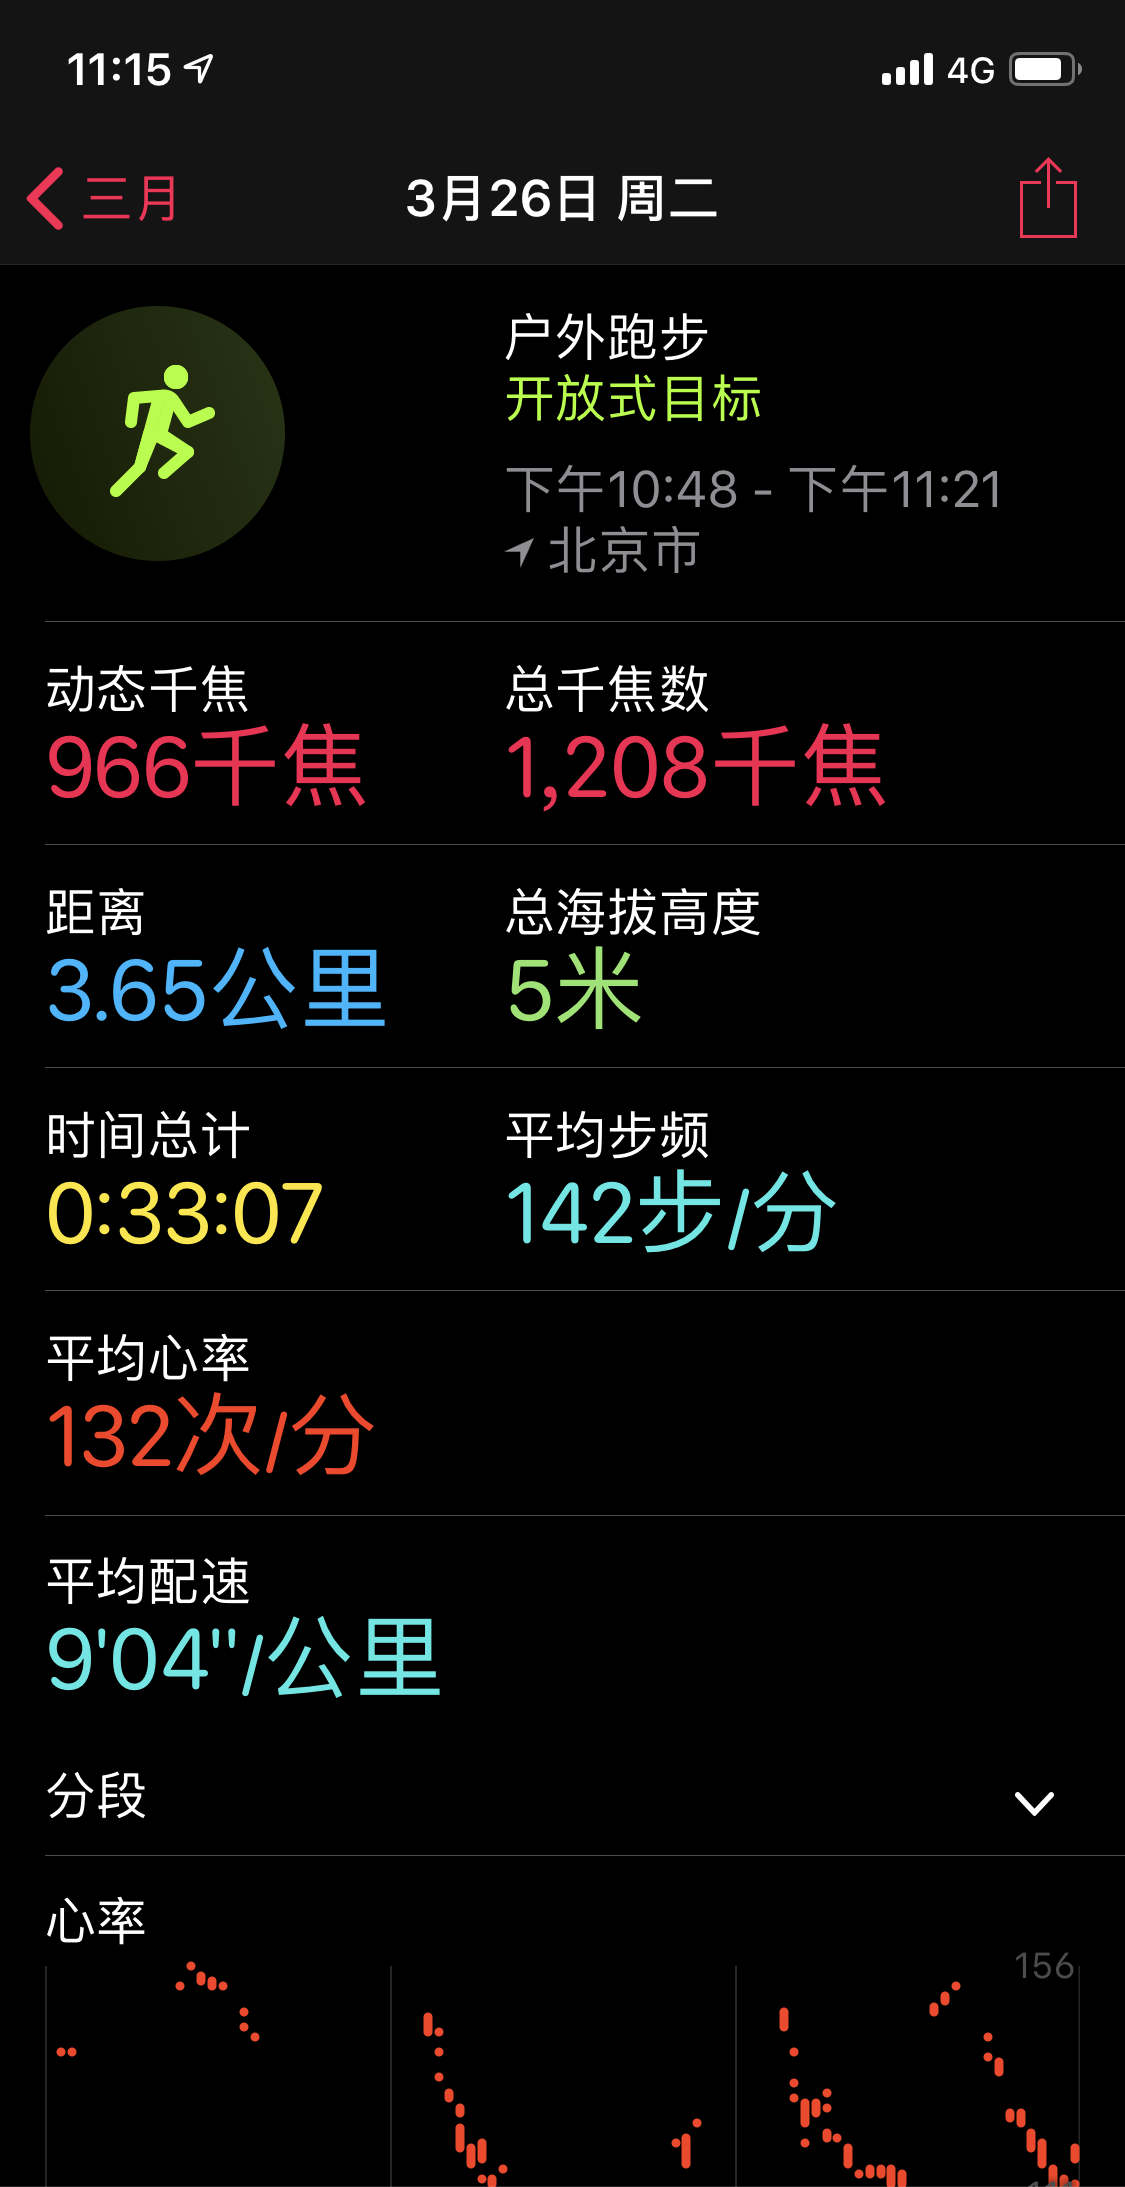 11:15
4G
三月
3月26日 周二
户外跑步
开放式目标
下午10:48 - 下午11:21
北京市
动态千焦
总千焦数
966千焦
1,208千焦
距离
总海拔高度
3.65公里
5米
时间总计
平均步频
0:33:07
142步/分
平均心率
132次/分
平均配速
9'04"/公里
分段
心率
156